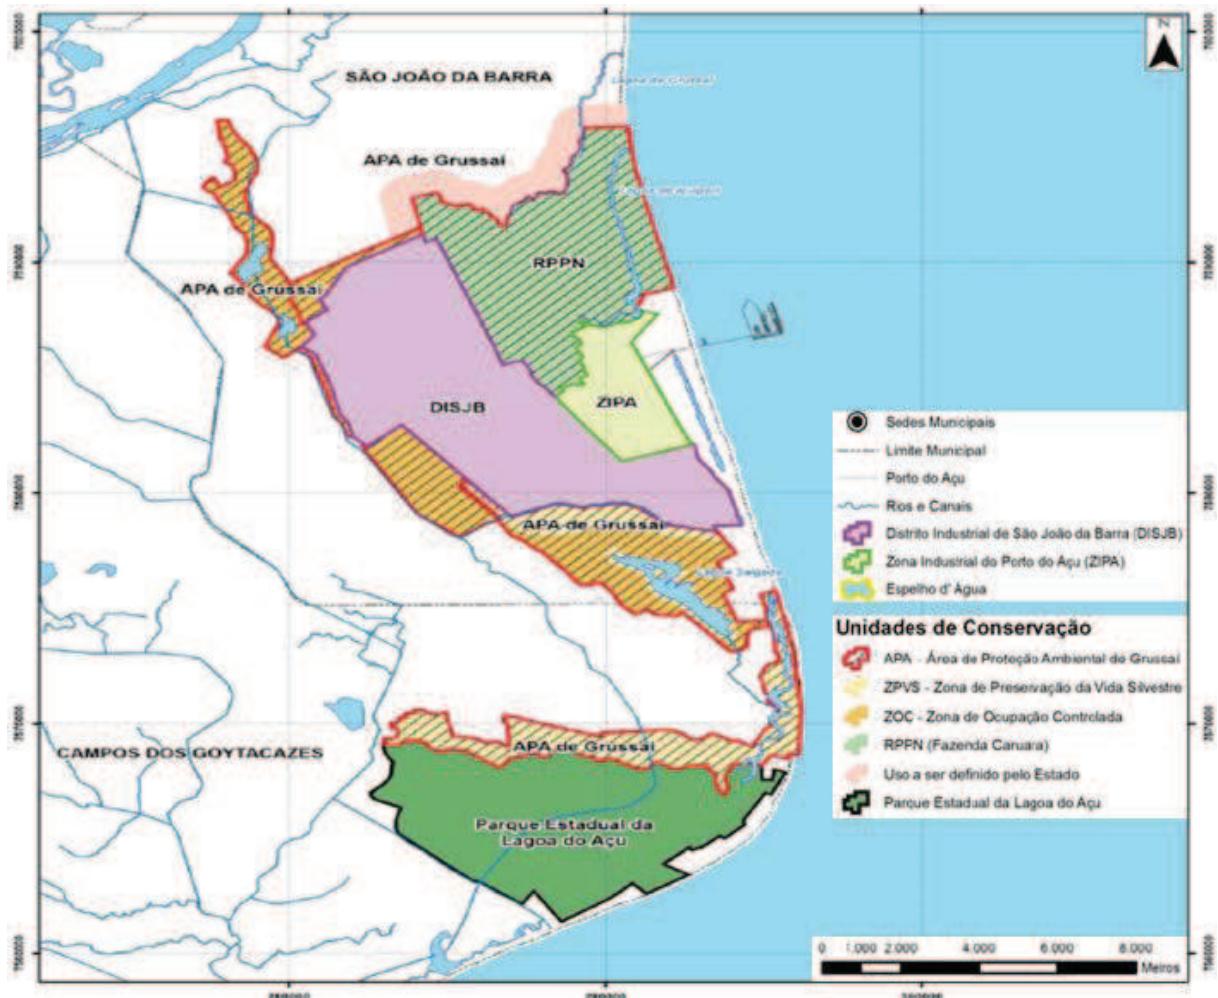 Z
SÃO JOÃO DA BARRA
Lagoa de Grussaí
APA de Grussaí
RPPN
APA de Grussaí
DISJB
ZIPA
APA de Grussaí
Lagoa Salgada
CAMPOS DOS GOYTACAZES
APA de Grussaí
Parque Estadual da
Lagoa do Açu
Sedes Municipais
Limite Municipal
Porto do Açu
Rios e Canais
Distrito Industrial de São João da Barra (DISJB)
Zona Industrial do Porto do Açu (ZIPA)
Espelho d' Água
Unidades de Conservação
APA - Área de Proteção Ambiental de Grussaí
ZPVS - Zona de Preservação da Vida Silvestre
ZOC - Zona de Ocupação Controlada
RPPN (Fazenda Caruara)
Uso a ser definido pelo Estado
Parque Estadual da Lagoa do Açu
0 1.000 2.000 4.000 6.000 8.000
Metros